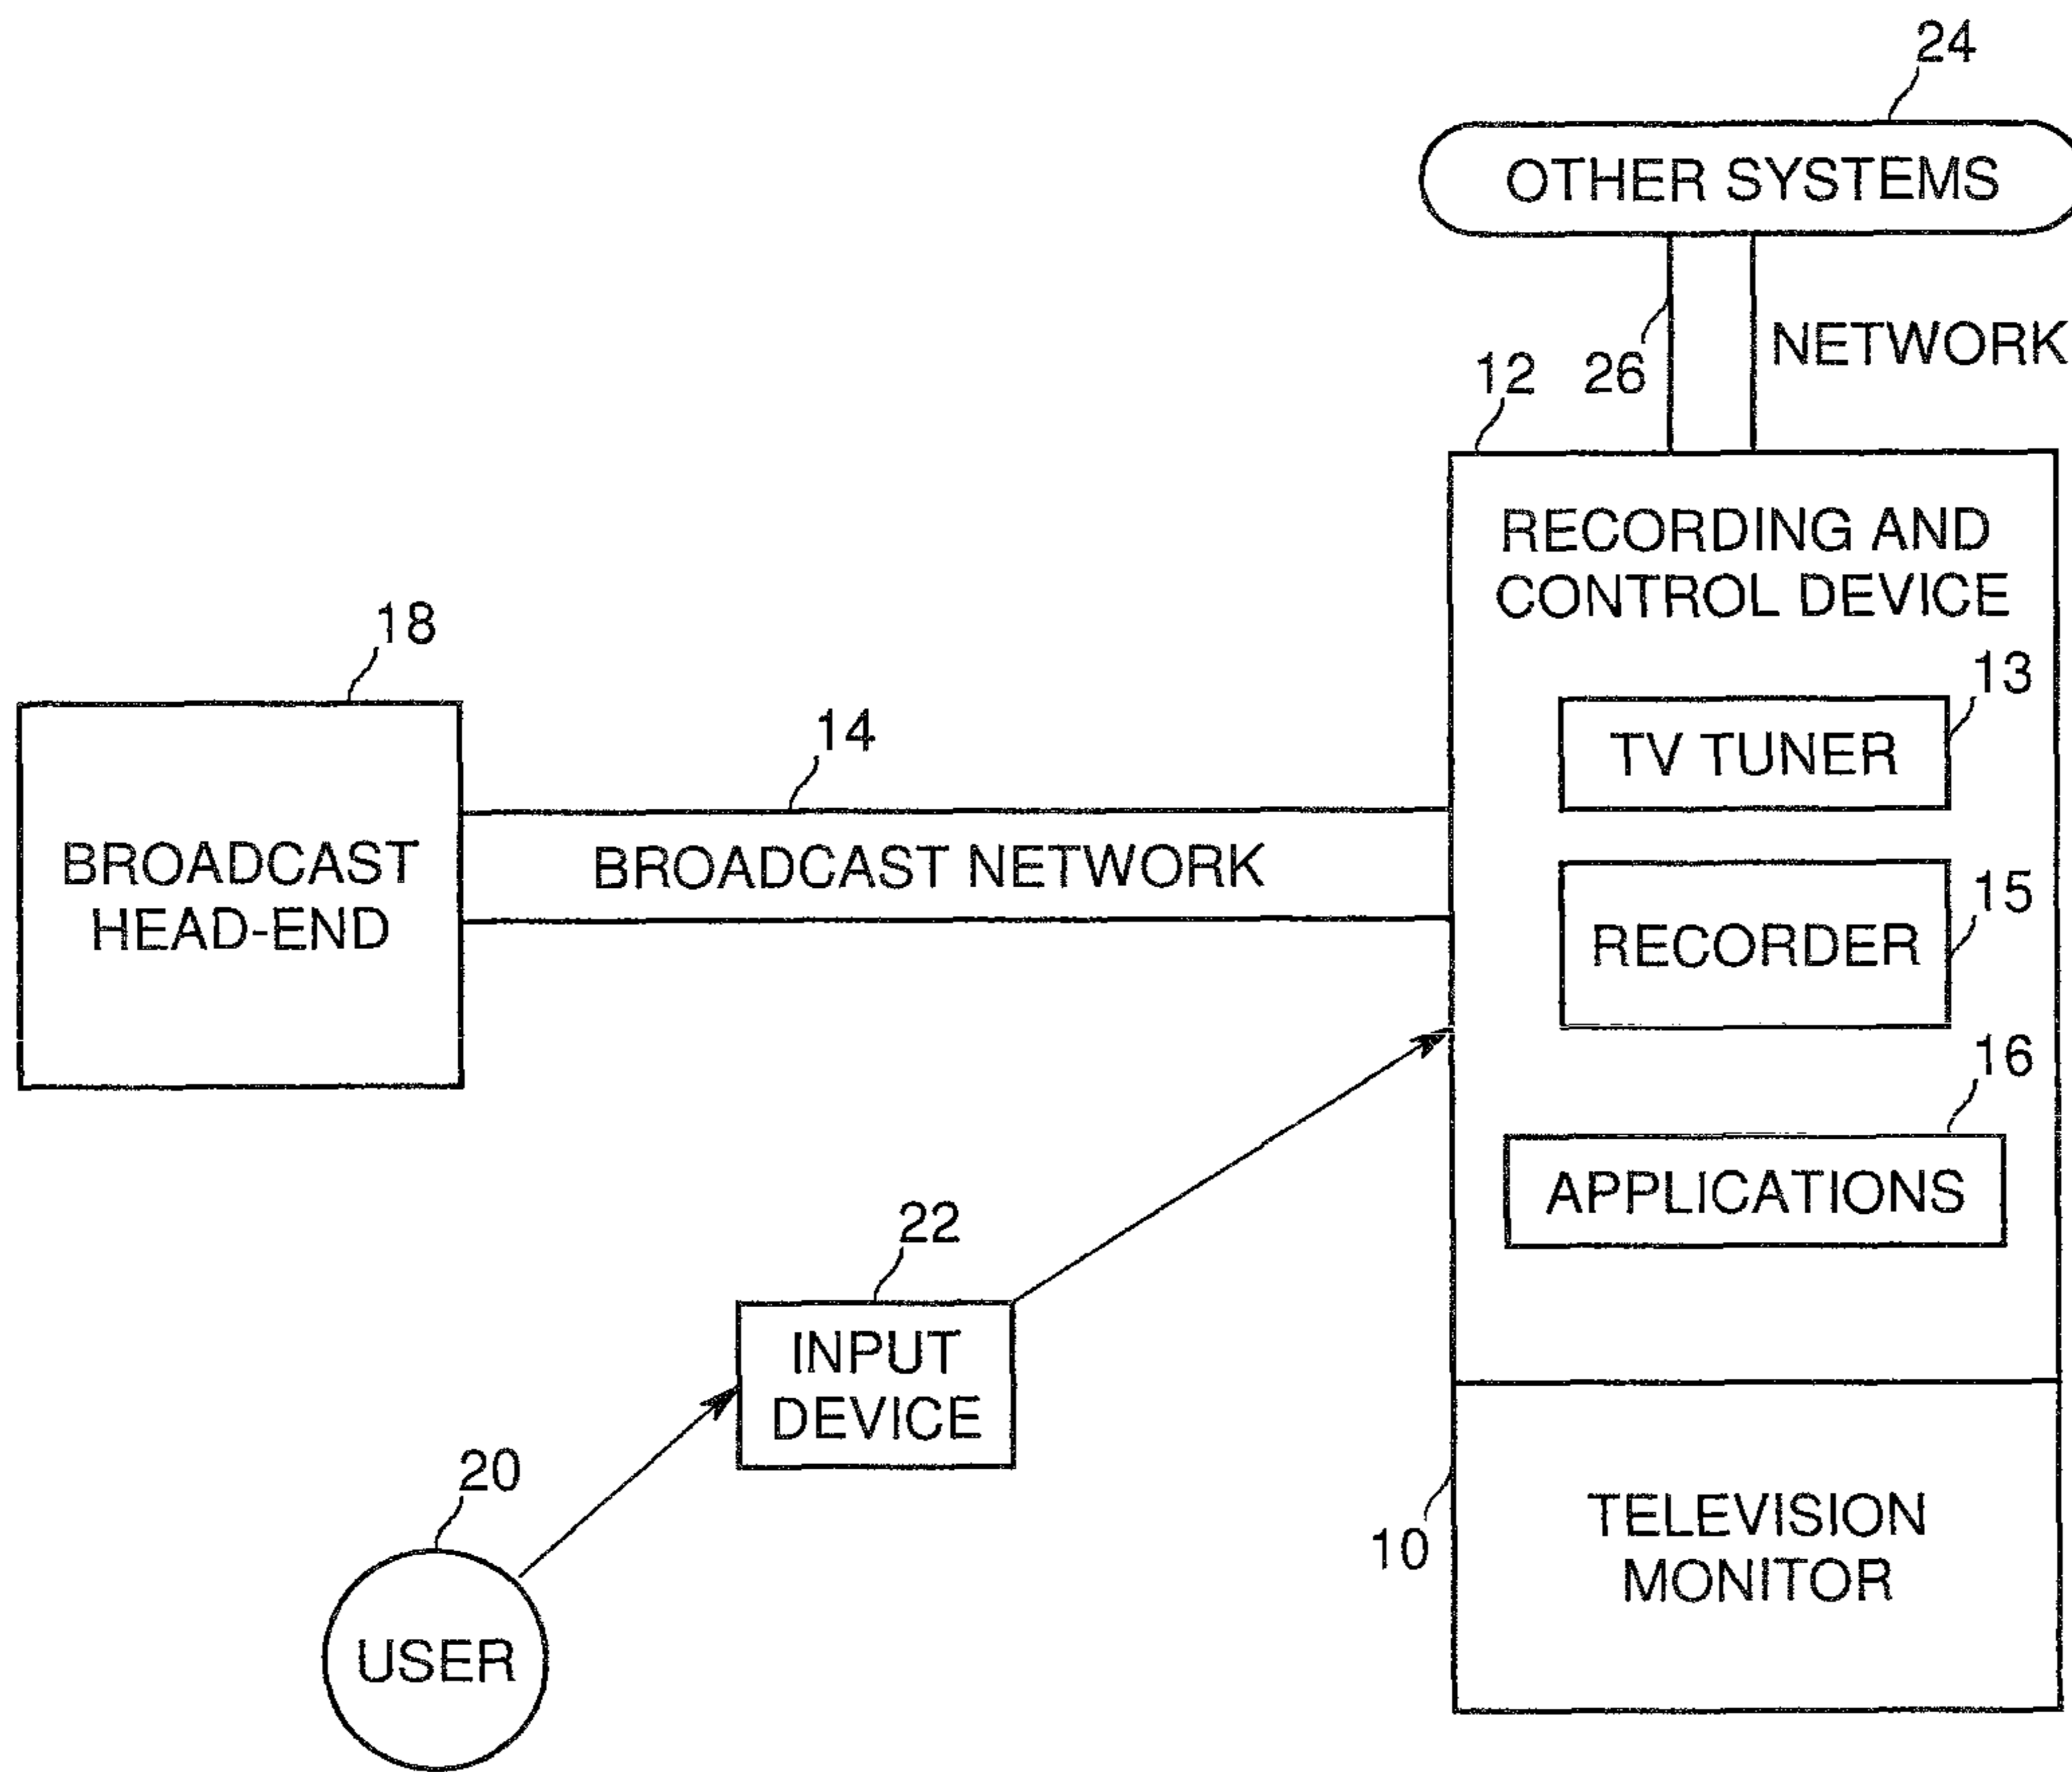 24
OTHER SYSTEMS
26
NETWORK
12
RECORDING AND
CONTROL DEVICE
13
TV TUNER
15
RECORDER
16
APPLICATIONS
18
BROADCAST
HEAD-END
14
BROADCAST NETWORK
22
INPUT
DEVICE
20
USER
10
TELEVISION
MONITOR